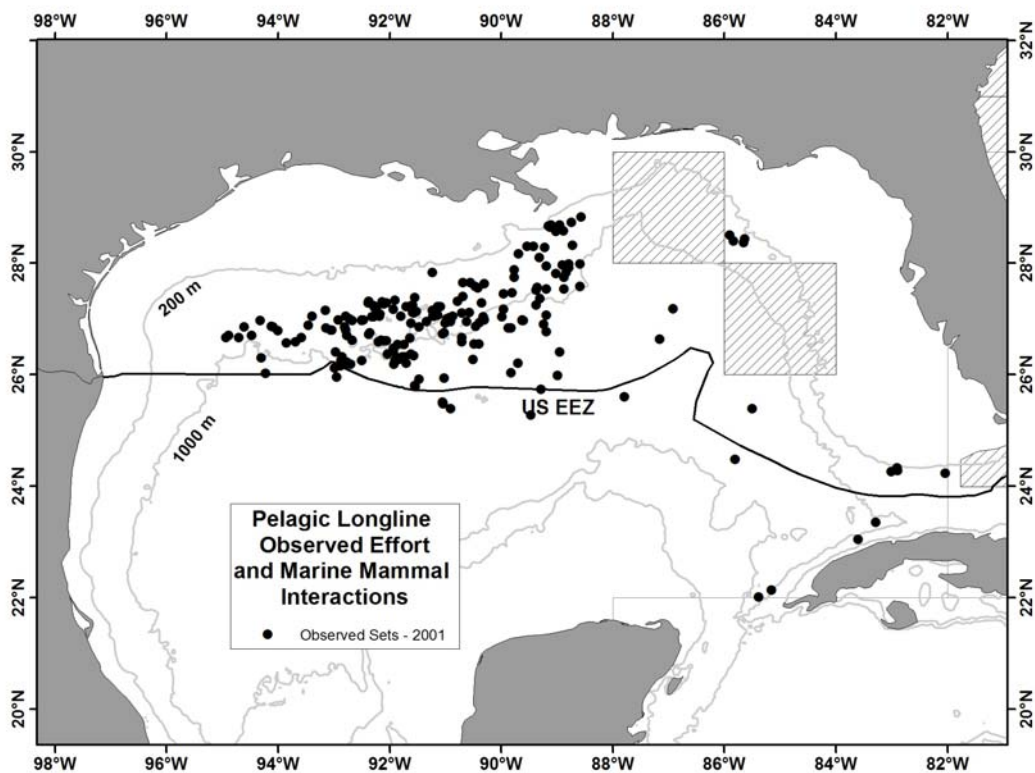 98°W 96°W 94°W 92°W 90°W 88°W 86°W 84°W 82°W
32°N
30°N 30°N
28°N 28°N
200 m
26°N 26°N
US EEZ
1000 m
24°N 24°N
Pelagic Longline
Observed Effort
and Marine Mammal
Interactions
22°N 22°N
Observed Sets - 2001
20°N 20°N
98°W 96°W 94°W 92°W 90°W 88°W 86°W 84°W 82°W